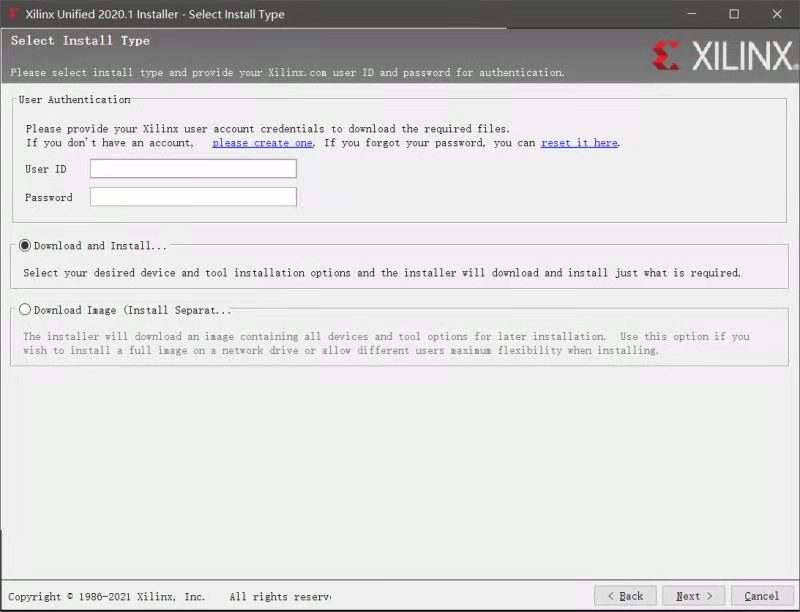 Xilinx Unified 2020.1 Installer - Select Install Type
Select Install Type
Please select install type and provide your Xilinx.com user ID and password for authentication.
XILINX
User Authentication
Please provide your Xilinx user account credentials to download the required files.
If you don't have an account, please create one. If you forgot your password, you can reset it here.
User ID
Password
Download and Install...
Select your desired device and tool installation options and the installer will download and install just what is required.
Download Image (Install Separat...
The installer will download an image containing all devices and tool options for later installation. Use this option if you
wish to install a full image on a network drive or allow different users maximum flexibility when installing.
Copyright © 1986-2021 Xilinx, Inc. All rights reserv
< Back Next > Cancel